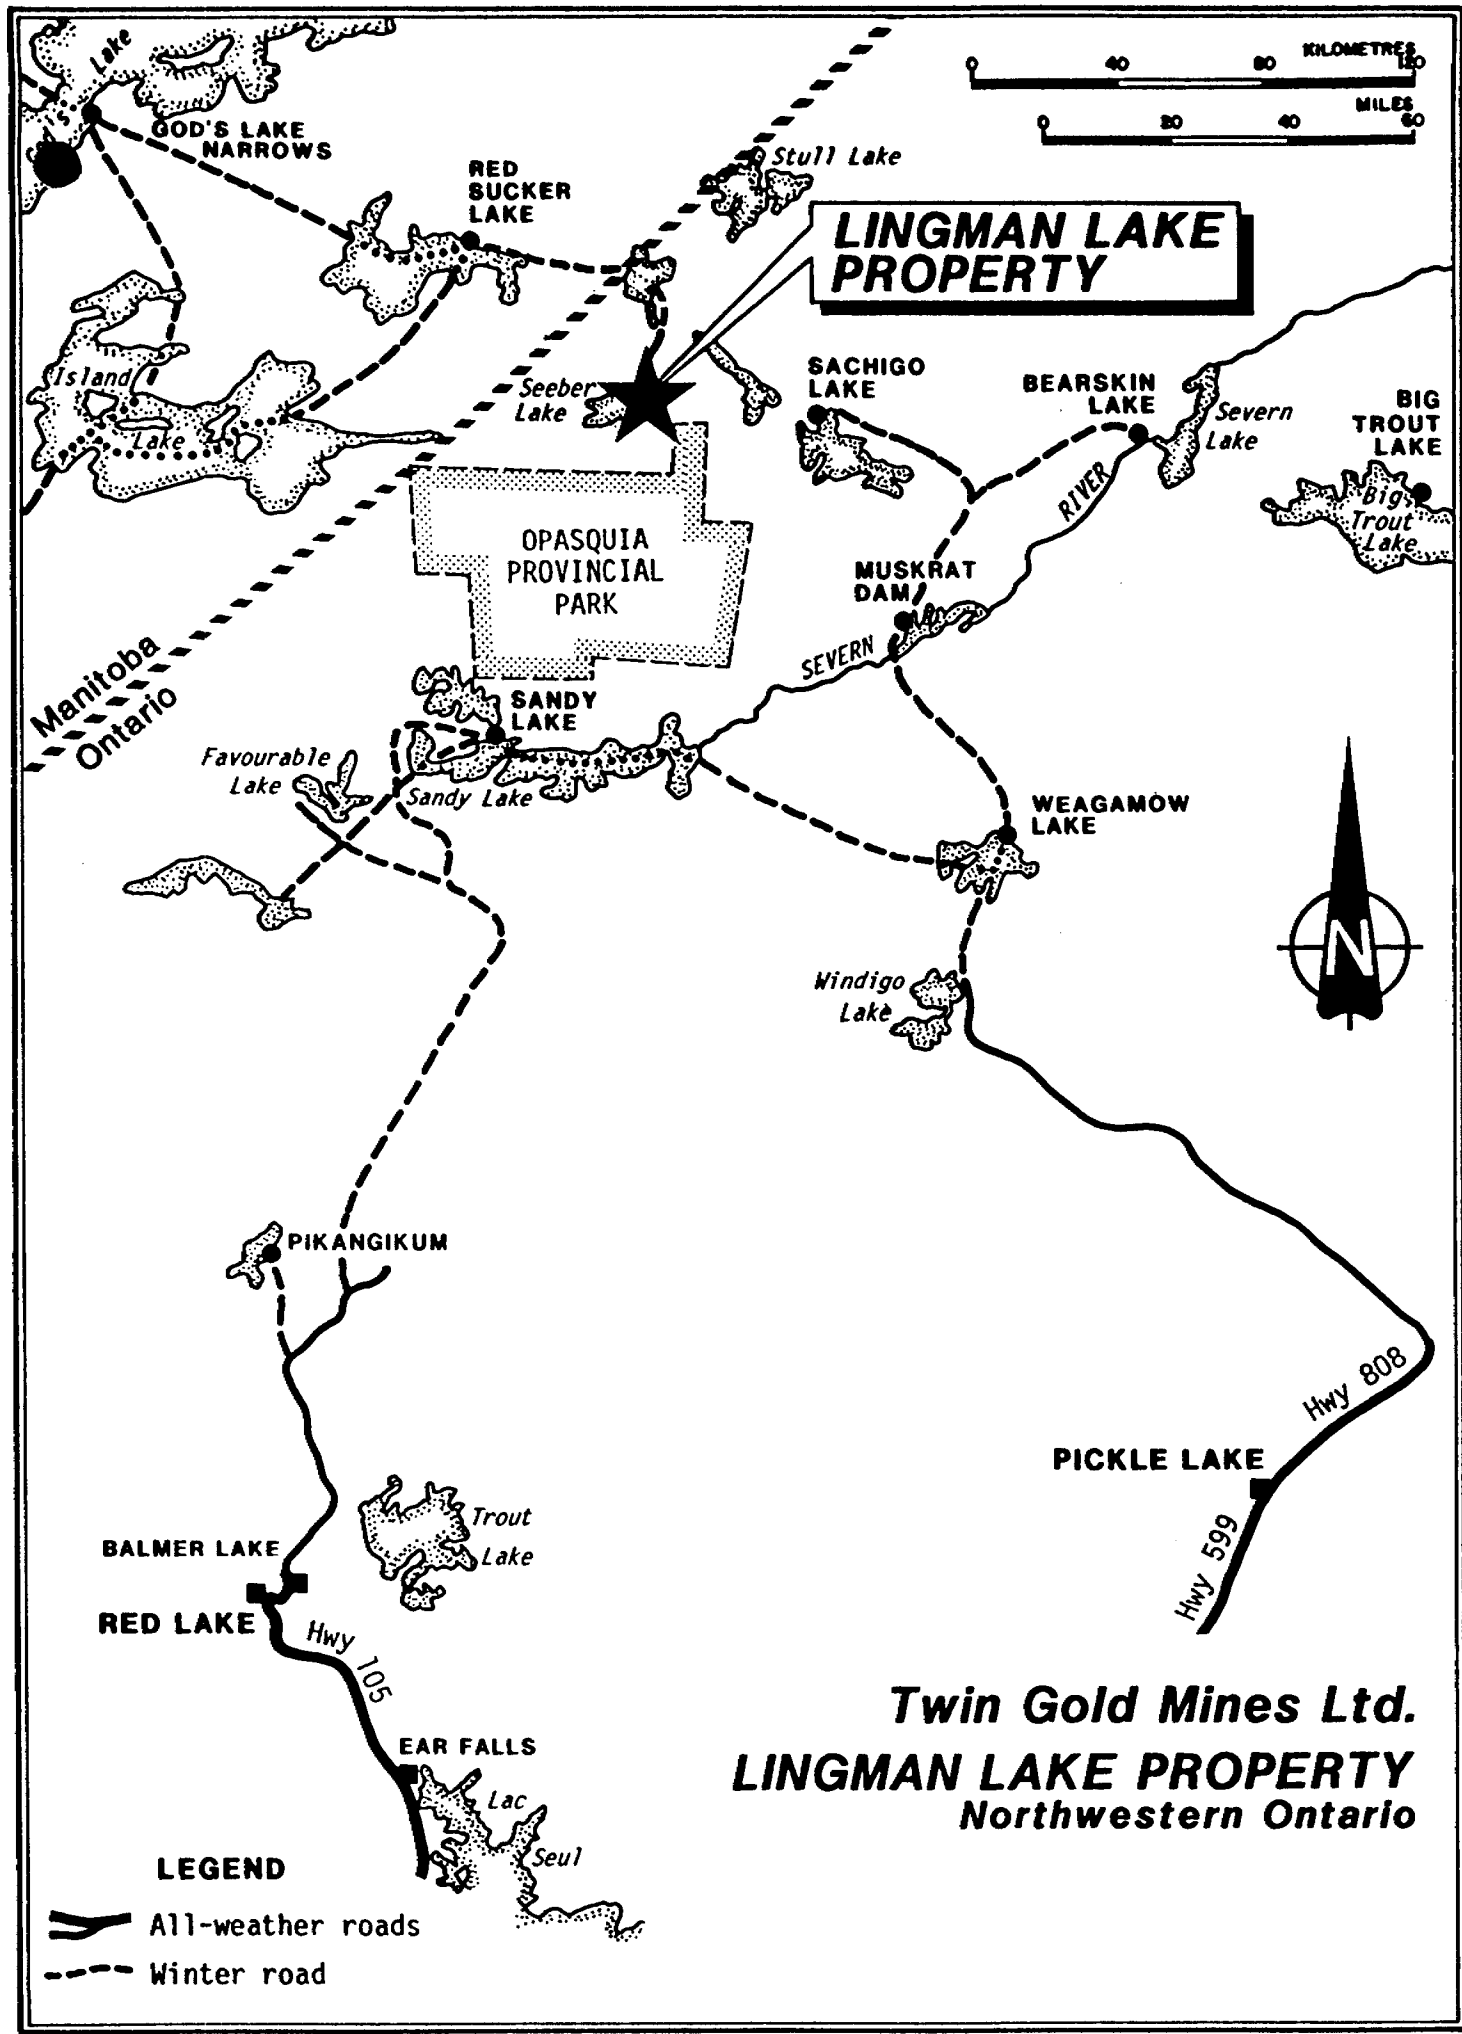 KILOMETRES
0 40 80 120
MILES
0 20 40 60
Lake
GOD'S LAKE
NARROWS
RED
SUCKER
LAKE
Stull Lake
LINGMAN LAKE
PROPERTY
Island
Lake
Seeber
Lake
SACHIGO
LAKE
BEARSKIN
LAKE
Severn
Lake
BIG
TROUT
LAKE
Big
Trout
Lake
RIVER
OPASQUIA
PROVINCIAL
PARK
MUSKRAT
DAM
SEVERN
Manitoba
Ontario
SANDY
LAKE
Favourable
Lake
Sandy Lake
WEAGAMOW
LAKE
N
Windigo
Lake
PIKANGIKUM
Hwy 808
PICKLE LAKE
Hwy 599
Trout
Lake
BALMER LAKE
RED LAKE
Hwy 105
EAR FALLS
Lac
Seul
Twin Gold Mines Ltd.
LINGMAN LAKE PROPERTY
Northwestern Ontario
LEGEND
All-weather roads
Winter road